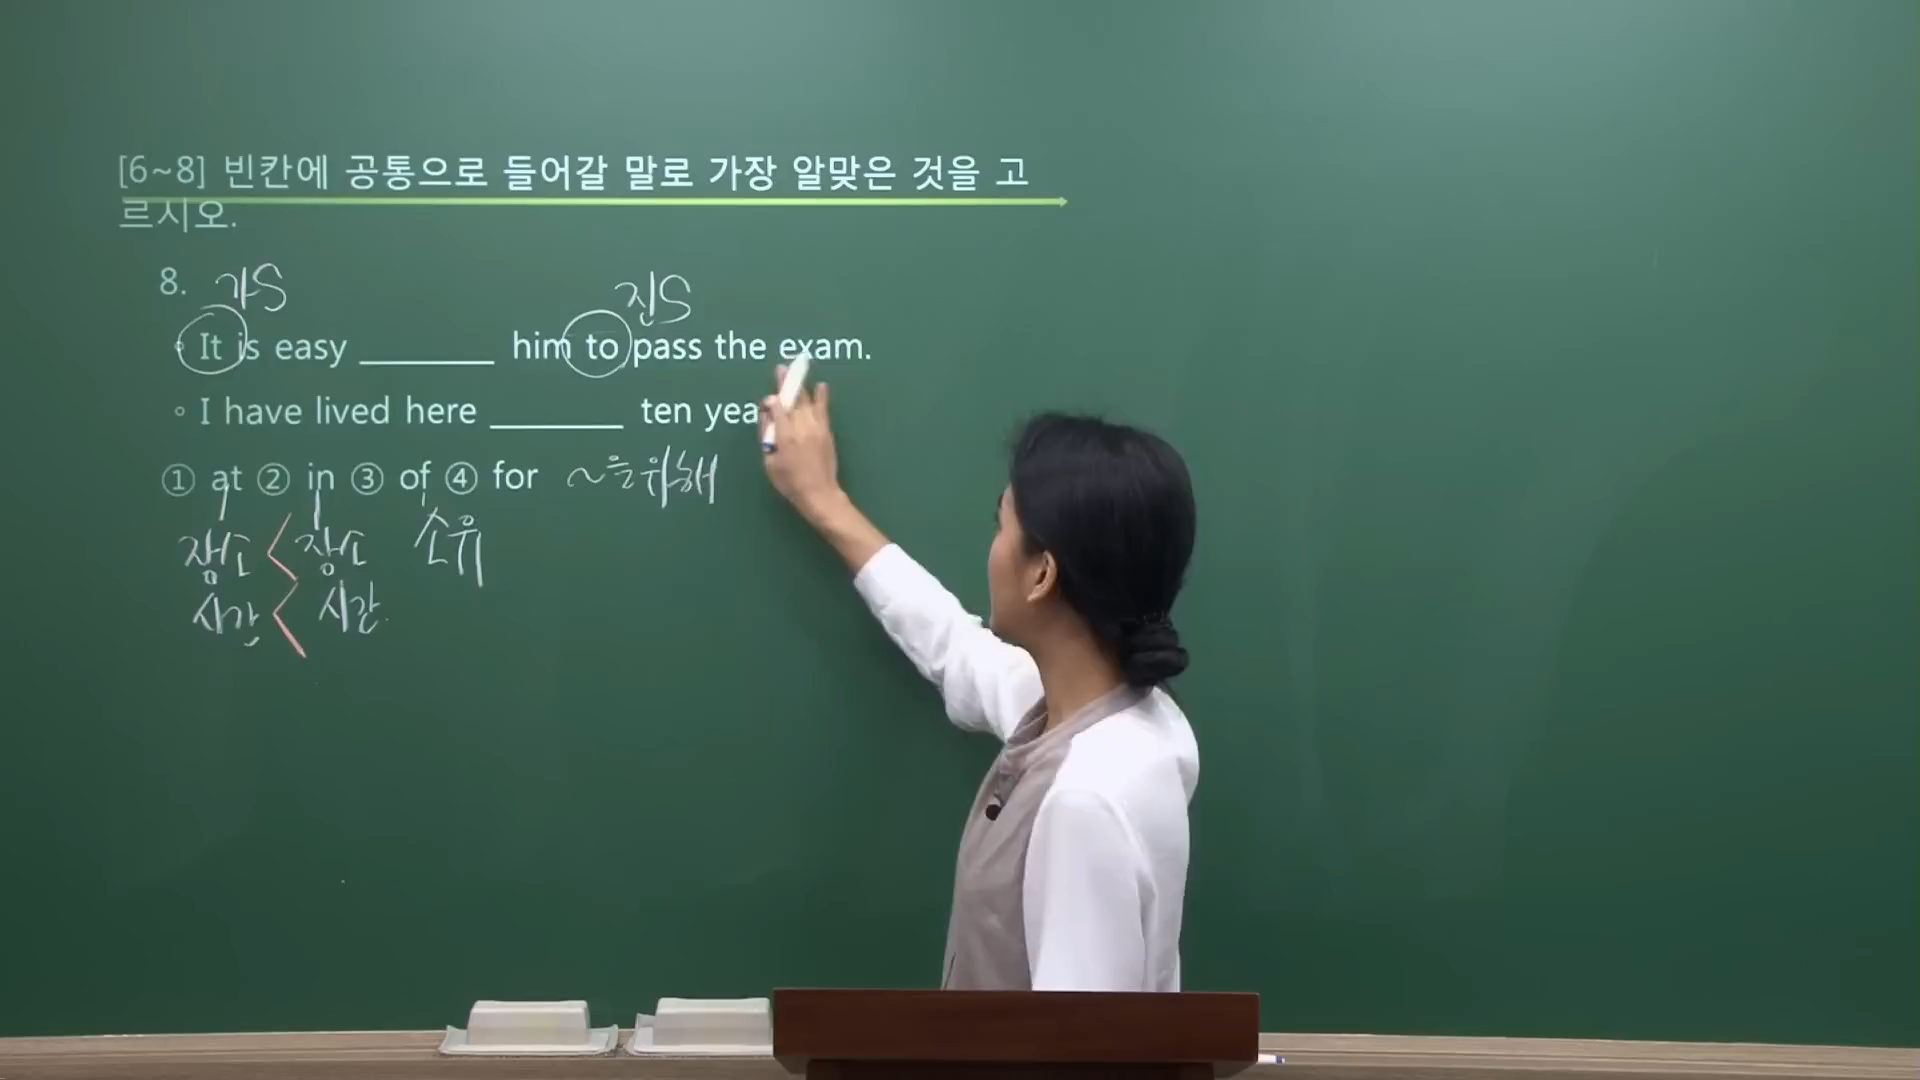 [6~8] 빈칸에 공통으로 들어갈 말로 가장 알맞은 것을 고
르시오.
8. 가S 진S
◦ It is easy _______ him to pass the exam.
◦ I have lived here _______ ten yea
① at ② in ③ of ④ for ~을위해
장소 < 장소 소유
시간 < 시간